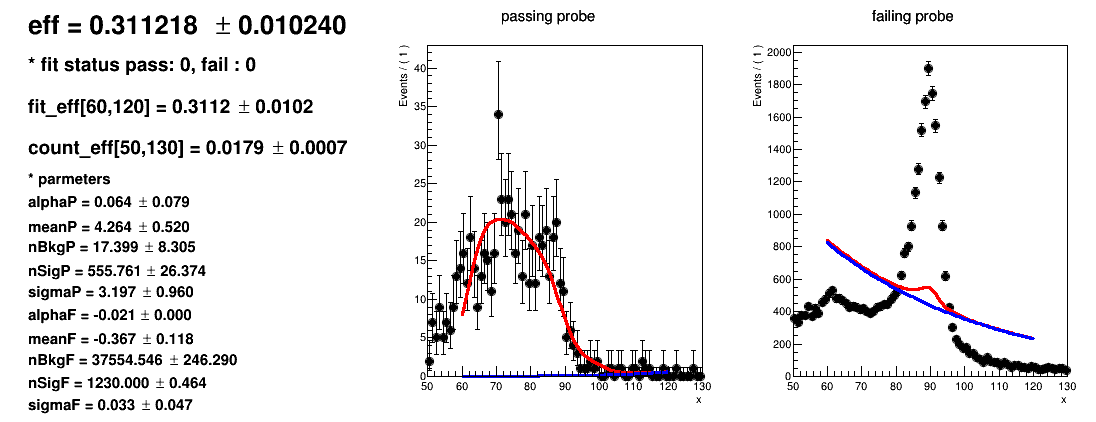 eff = 0.311218 ± 0.010240
* fit status pass: 0, fail : 0
fit_eff[60,120] = 0.3112 ± 0.0102
count_eff[50,130] = 0.0179 ± 0.0007
* parmeters
alphaP = 0.064 ± 0.079
meanP = 4.264 ± 0.520
nBkgP = 17.399 ± 8.305
nSigP = 555.761 ± 26.374
sigmaP = 3.197 ± 0.960
alphaF = -0.021 ± 0.000
meanF = -0.367 ± 0.118
nBkgF = 37554.546 ± 246.290
nSigF = 1230.000 ± 0.464
sigmaF = 0.033 ± 0.047
passing probe
Events / ( 1 )
40
35
30
25
20
15
10
5
0
50 60 70 80 90 100 110 120 130
x
failing probe
Events / ( 1 )
2000
1800
1600
1400
1200
1000
800
600
400
200
0
50 60 70 80 90 100 110 120 130
x